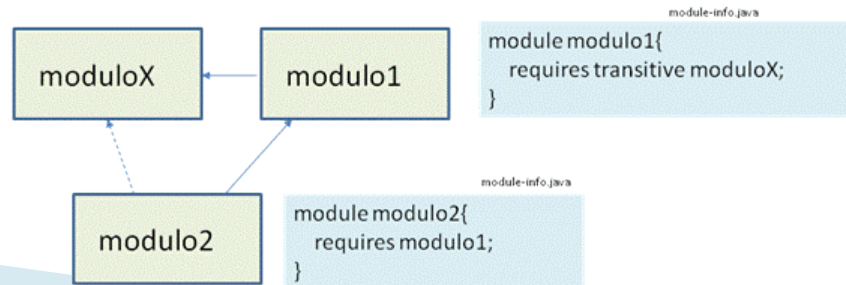 module-info.java
moduloX
modulo1
module modulo1{
requires transitive moduloX;
}
module-info.java
modulo2
module modulo2{
requires modulo1;
}